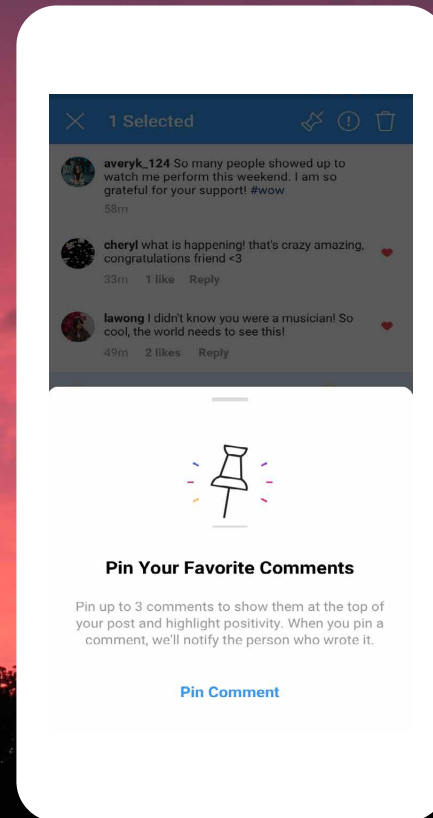 1 Selected
averyk_124 So many people showed up to
watch me perform this weekend. I am so
grateful for your support! #wow
58m
cheryl what is happening! that's crazy amazing,
congratulations friend <3
33m 1 like Reply
lawong I didn't know you were a musician! So
cool, the world needs to see this!
49m 2 likes Reply
Pin Your Favorite Comments
Pin up to 3 comments to show them at the top of
your post and highlight positivity. When you pin a
comment, we'll notify the person who wrote it.
Pin Comment